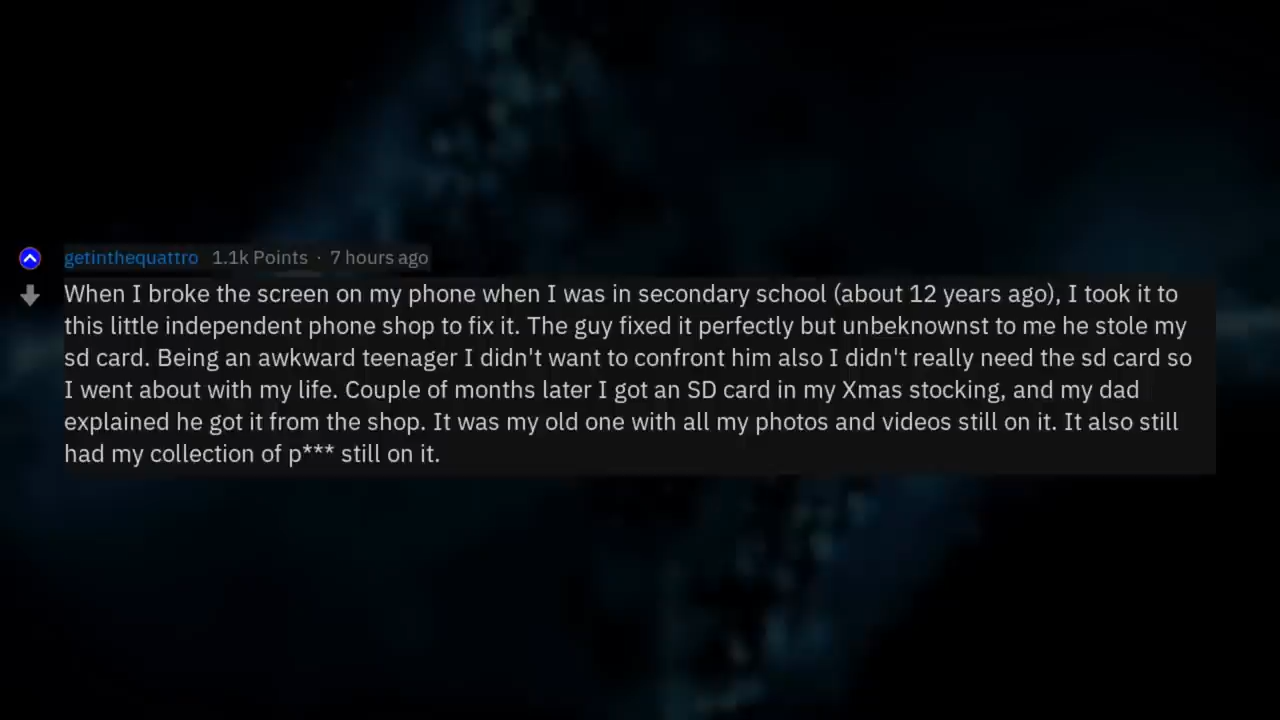 getinthequattro 1.1k Points · 7 hours ago
When I broke the screen on my phone when I was in secondary school (about 12 years ago), I took it to
this little independent phone shop to fix it. The guy fixed it perfectly but unbeknownst to me he stole my
sd card. Being an awkward teenager I didn't want to confront him also I didn't really need the sd card so
I went about with my life. Couple of months later I got an SD card in my Xmas stocking, and my dad
explained he got it from the shop. It was my old one with all my photos and videos still on it. It also still
had my collection of p*** still on it.